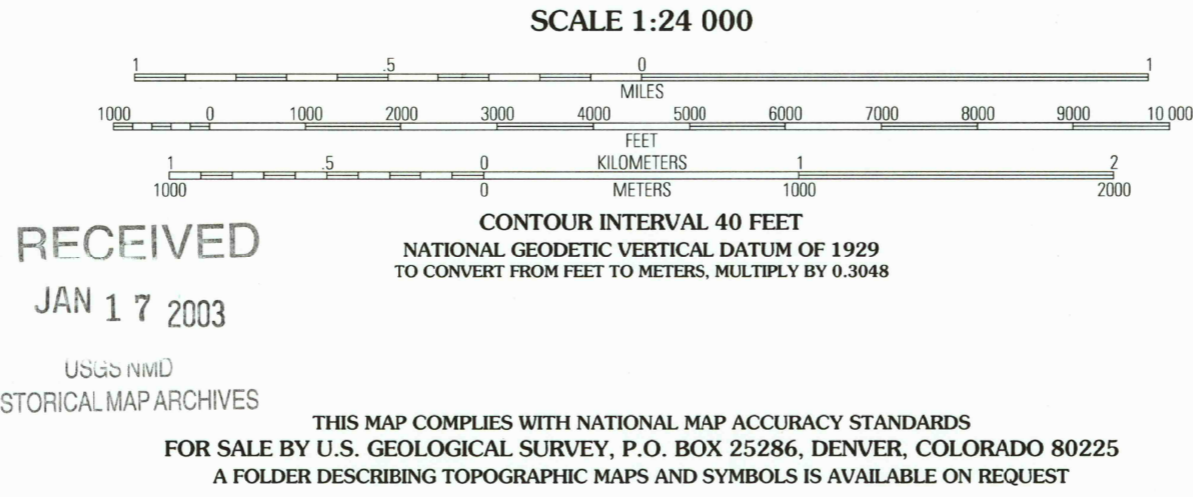 SCALE 1:24 000
1 .5 0 1
MILES
1000 0 1000 2000 3000 4000 5000 6000 7000 8000 9000 10 000
FEET
1 .5 0 KILOMETERS 1 2
1000 0 METERS 1000 2000
CONTOUR INTERVAL 40 FEET
NATIONAL GEODETIC VERTICAL DATUM OF 1929
TO CONVERT FROM FEET TO METERS, MULTIPLY BY 0.3048
RECEIVED
JAN 17 2003
USGS NMD
STORICAL MAP ARCHIVES
THIS MAP COMPLIES WITH NATIONAL MAP ACCURACY STANDARDS
FOR SALE BY U.S. GEOLOGICAL SURVEY, P.O. BOX 25286, DENVER, COLORADO 80225
A FOLDER DESCRIBING TOPOGRAPHIC MAPS AND SYMBOLS IS AVAILABLE ON REQUEST